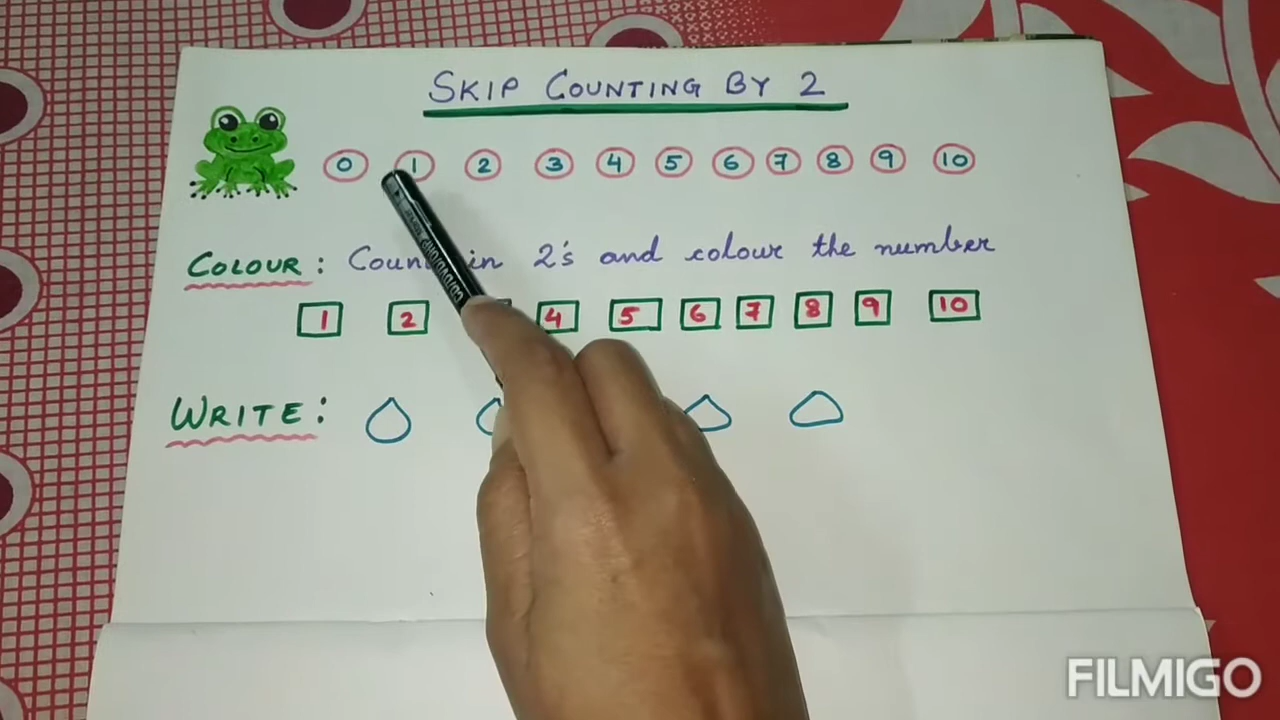 SKIP COUNTING BY 2
0 1 2 3 4 5 6 7 8 9 10
COLOUR: Count in 2's and colour the number
1 2 4 5 6 7 8 9 10
WRITE:
FILMIGO